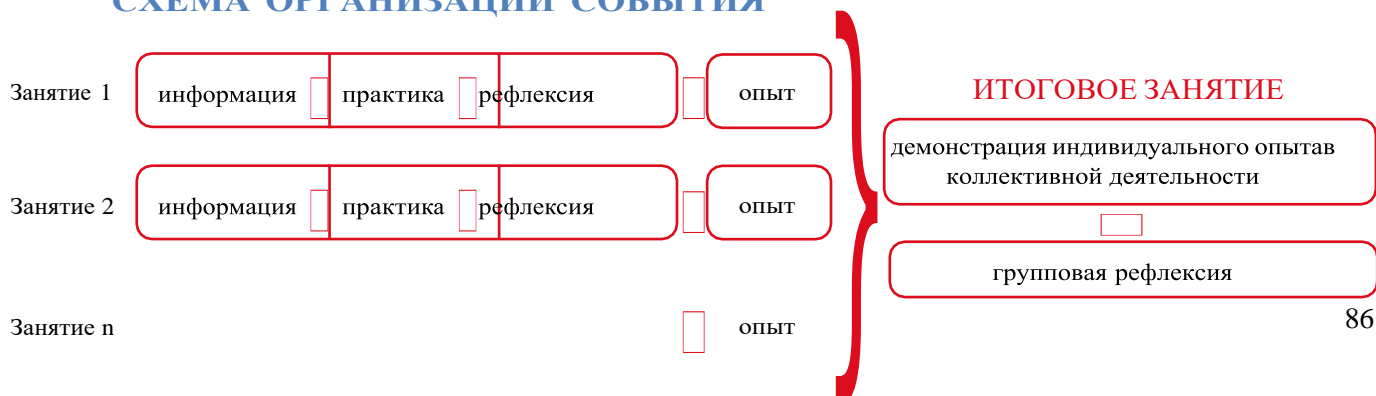 СХЕМА ОРГАНИЗАЦИИ СОБЫТИЯ
Занятие 1 информация практика рефлексия опыт
ИТОГОВОЕ ЗАНЯТИЕ
демонстрация индивидуального опытав
коллективной деятельности
Занятие 2 информация практика рефлексия опыт
групповая рефлексия
Занятие n опыт
86